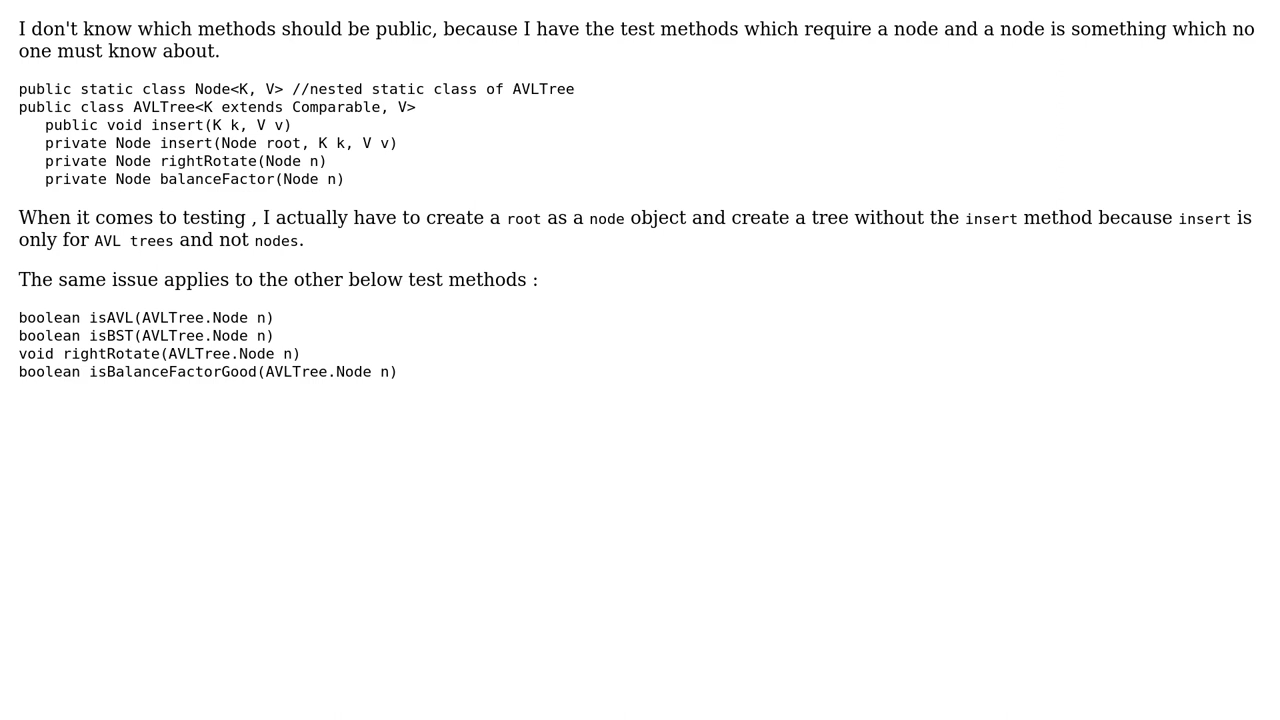 I don't know which methods should be public, because I have the test methods which require a node and a node is something which no
one must know about.
public static class Node<K, V> //nested static class of AVLTree
public class AVLTree<K extends Comparable, V>
   public void insert(K k, V v)
   private Node insert(Node root, K k, V v)
   private Node rightRotate(Node n)
   private Node balanceFactor(Node n)
When it comes to testing , I actually have to create a root as a node object and create a tree without the insert method because insert is
only for AVL trees and not nodes.
The same issue applies to the other below test methods :
boolean isAVL(AVLTree.Node n)
boolean isBST(AVLTree.Node n)
void rightRotate(AVLTree.Node n)
boolean isBalanceFactorGood(AVLTree.Node n)